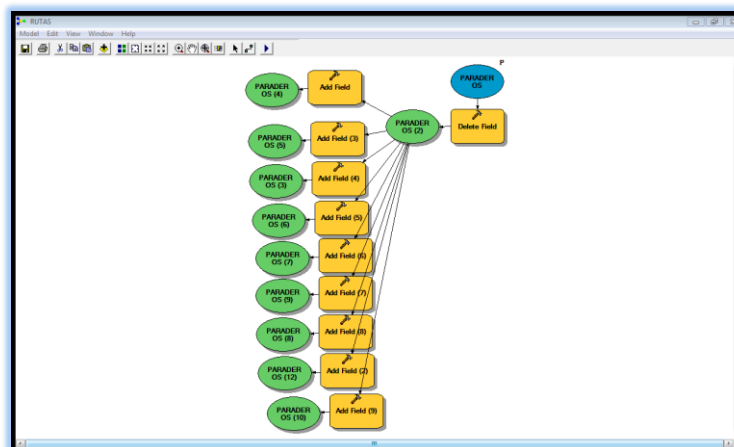 RUTAS
Model Edit View Window Help
P
PARADER
OS
PARADER
OS (4)
Add Field
PARADER
OS (2)
Delete Field
PARADER
OS (5)
Add Field (3)
PARADER
OS (3)
Add Field (4)
PARADER
OS (6)
Add Field (5)
PARADER
OS (7)
Add Field (6)
PARADER
OS (9)
Add Field (7)
PARADER
OS (8)
Add Field (8)
PARADER
OS (12)
Add Field (2)
PARADER
OS (10)
Add Field (9)